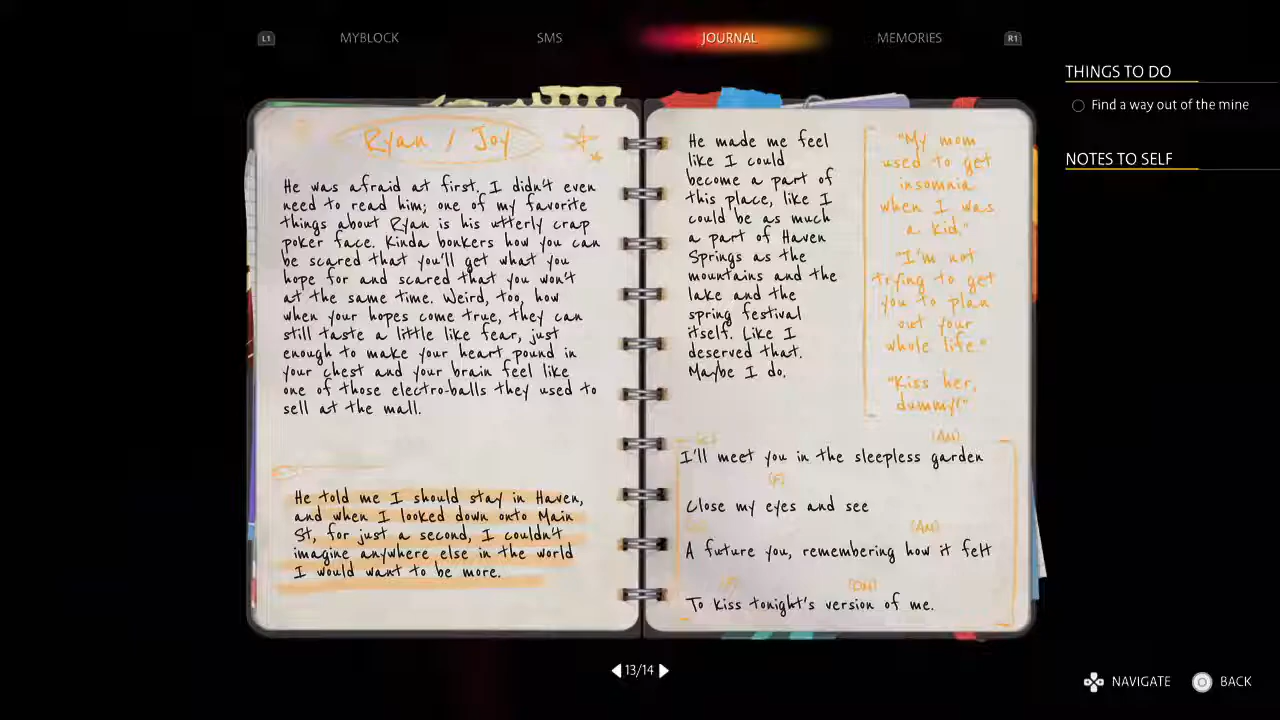 L1
MYBLOCK
SMS
JOURNAL
MEMORIES
R1
THINGS TO DO
Find a way out of the mine
NOTES TO SELF
Ryan / Joy
He was afraid at first. I didn't even
need to read him; one of my favorite
things about Ryan is his utterly crap
poker face. Kinda bonkers how you can
be scared that you'll get what you
hope for and scared that you won't
at the same time. Weird, too, how
when your hopes come true, they can
still taste a little like fear, just
enough to make your heart pound in
your chest and your brain feel like
one of those electro-balls they used to
sell at the mall.
He told me I should stay in Haven,
and when I looked down onto Main
St, for just a second, I couldn't
imagine anywhere else in the world
I would want to be more.
He made me feel
like I could
become a part of
this place, like I
could be as much
a part of Haven
Springs as the
mountains and the
lake and the
spring festival
itself. Like I
deserved that.
Maybe I do.
"My mom
used to get
insomnia
when I was
a kid."
"I'm not
trying to get
you to plan
out your
whole life."
"Kiss her,
dummy!"
(Am)
I'll meet you in the sleepless garden
(F)
Close my eyes and see
(Am)
A future you, remembering how it felt
To kiss tonight's version of me.
13/14
NAVIGATE
BACK